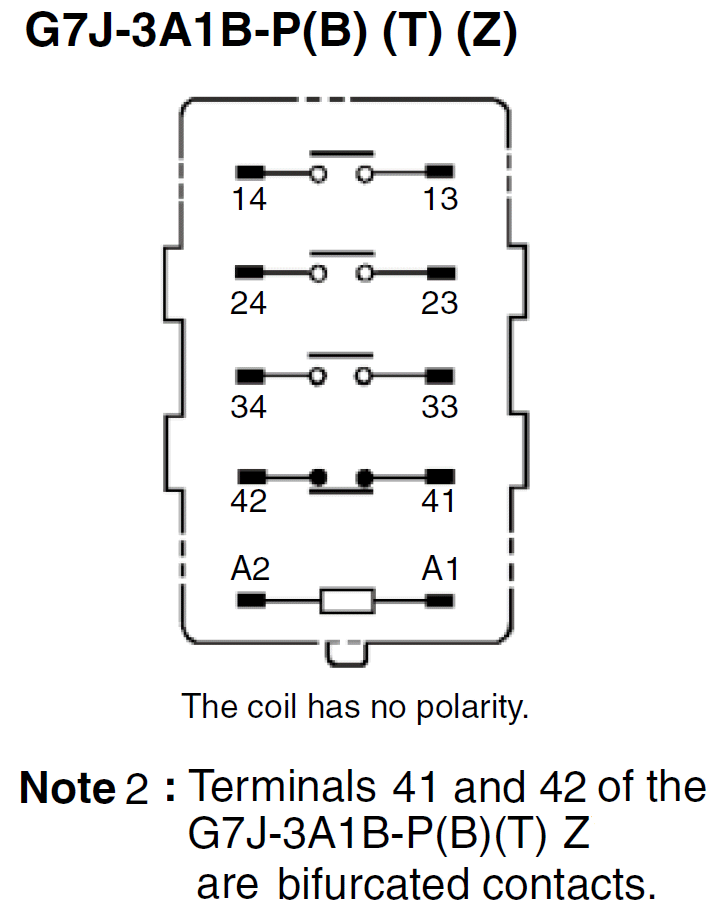 G7J-3A1B-P(B) (T) (Z)
14 13
24 23
34 33
42 41
A2 A1
The coil has no polarity.
Note 2 : Terminals 41 and 42 of the
G7J-3A1B-P(B)(T) Z
are bifurcated contacts.